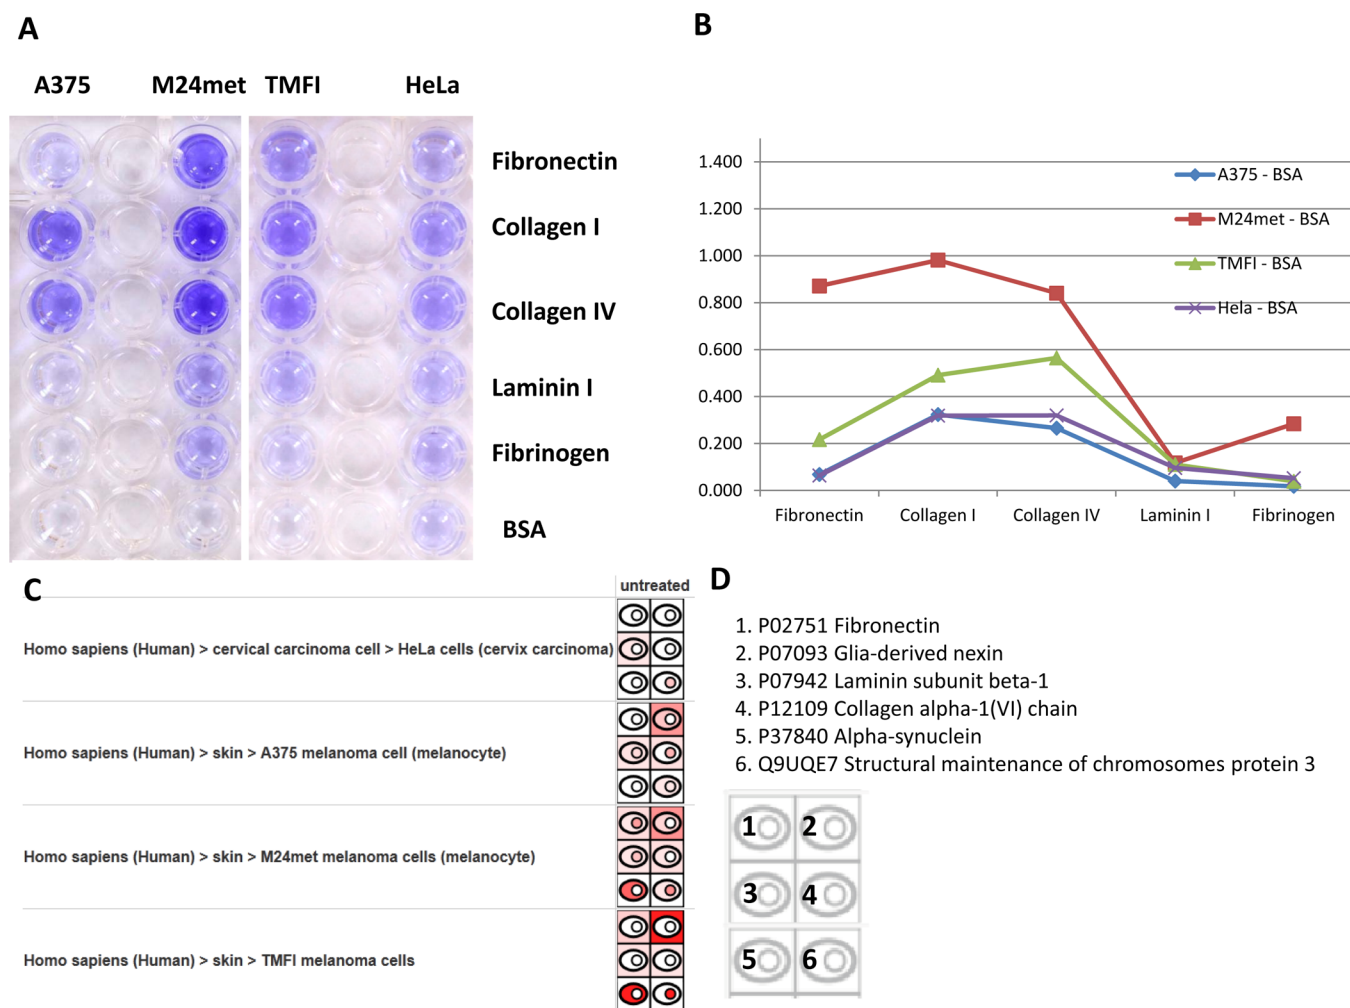 A
A375 M24met TMFI HeLa
Fibronectin
Collagen I
Collagen IV
Laminin I
Fibrinogen
BSA
B
1.400
1.200
1.000
0.800
0.600
0.400
0.200
0.000
A375 - BSA
M24met - BSA
TMFI - BSA
Hela - BSA
Fibronectin Collagen I Collagen IV Laminin I Fibrinogen
C
untreated
Homo sapiens (Human) > cervical carcinoma cell > HeLa cells (cervix carcinoma)
Homo sapiens (Human) > skin > A375 melanoma cell (melanocyte)
Homo sapiens (Human) > skin > M24met melanoma cells (melanocyte)
Homo sapiens (Human) > skin > TMFI melanoma cells
D
1. P02751 Fibronectin
2. P07093 Glia-derived nexin
3. P07942 Laminin subunit beta-1
4. P12109 Collagen alpha-1(VI) chain
5. P37840 Alpha-synuclein
6. Q9UQE7 Structural maintenance of chromosomes protein 3
1 2
3 4
5 6